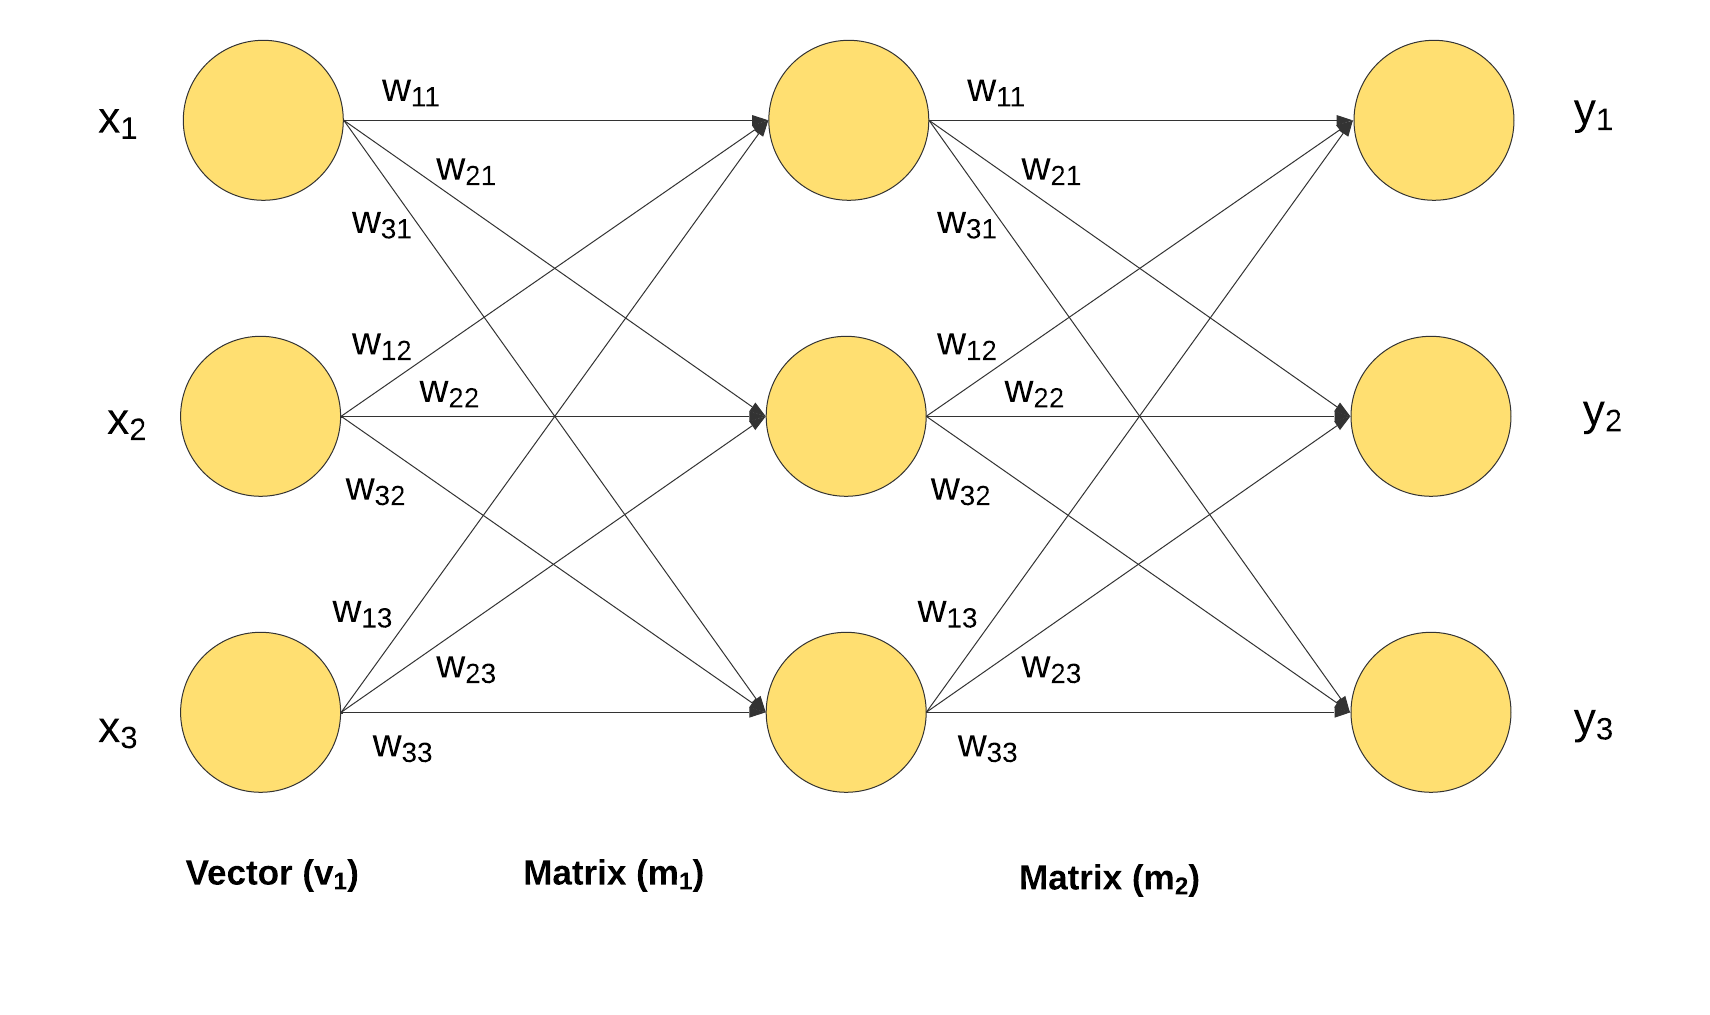 w11 w11
x1 y1
w21 w21
w31 w31
w12 w12
w22 w22
x2 y2
w32 w32
w13 w13
w23 w23
x3 y3
w33 w33
Vector (v1) Matrix (m1) Matrix (m2)